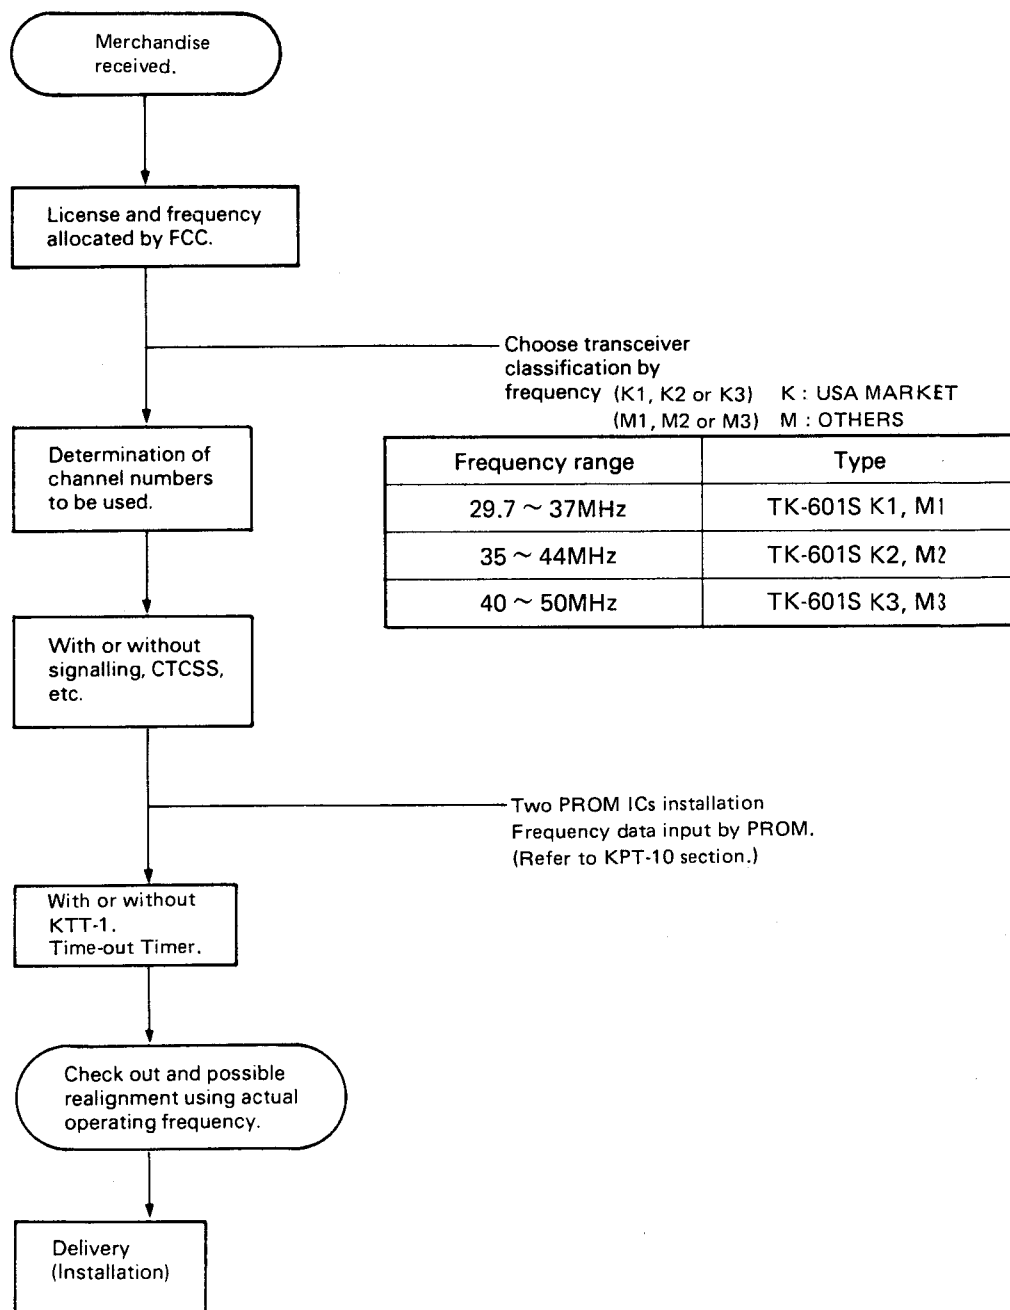 Merchandise
received.
License and frequency
allocated by FCC.
Choose transceiver
classification by
frequency (K1, K2 or K3) K : USA MARKET
(M1, M2 or M3) M : OTHERS
Determination of
channel numbers
to be used.
Frequency range Type
29.7 ~ 37MHz TK-601S K1, M1
35 ~ 44MHz TK-601S K2, M2
40 ~ 50MHz TK-601S K3, M3
With or without
signalling, CTCSS,
etc.
Two PROM ICs installation
Frequency data input by PROM.
(Refer to KPT-10 section.)
With or without
KTT-1.
Time-out Timer.
Check out and possible
realignment using actual
operating frequency.
Delivery
(Installation)